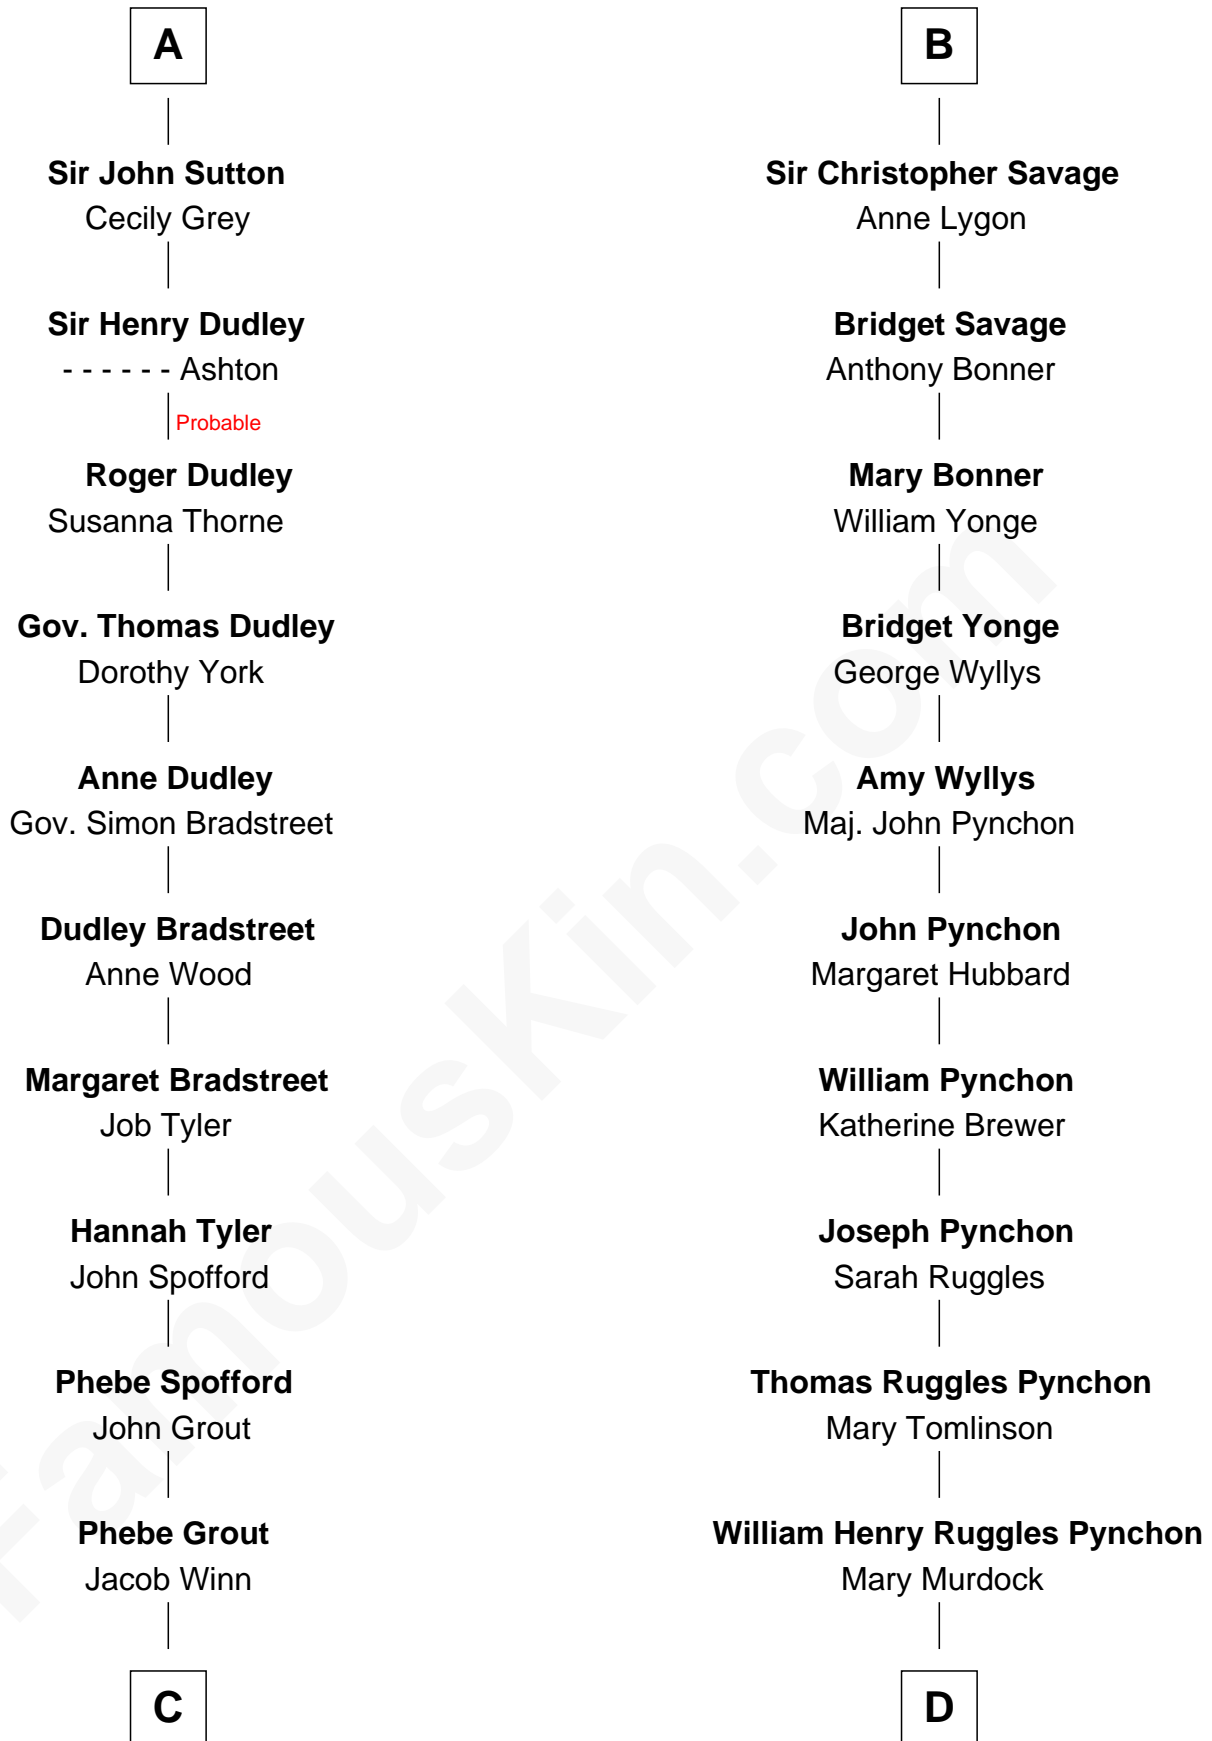 A
Sir John Sutton
Cecily Grey
Sir Henry Dudley
- - - - - - Ashton
Probable
Roger Dudley
Susanna Thorne
Gov. Thomas Dudley
Dorothy York
Anne Dudley
Gov. Simon Bradstreet
Dudley Bradstreet
Anne Wood
Margaret Bradstreet
Job Tyler
Hannah Tyler
John Spofford
Phebe Spofford
John Grout
Phebe Grout
Jacob Winn
C
B
Sir Christopher Savage
Anne Lygon
Bridget Savage
Anthony Bonner
Mary Bonner
William Yonge
Bridget Yonge
George Wyllys
Amy Wyllys
Maj. John Pynchon
John Pynchon
Margaret Hubbard
William Pynchon
Katherine Brewer
Joseph Pynchon
Sarah Ruggles
Thomas Ruggles Pynchon
Mary Tomlinson
William Henry Ruggles Pynchon
Mary Murdock
D
FamousKin.com